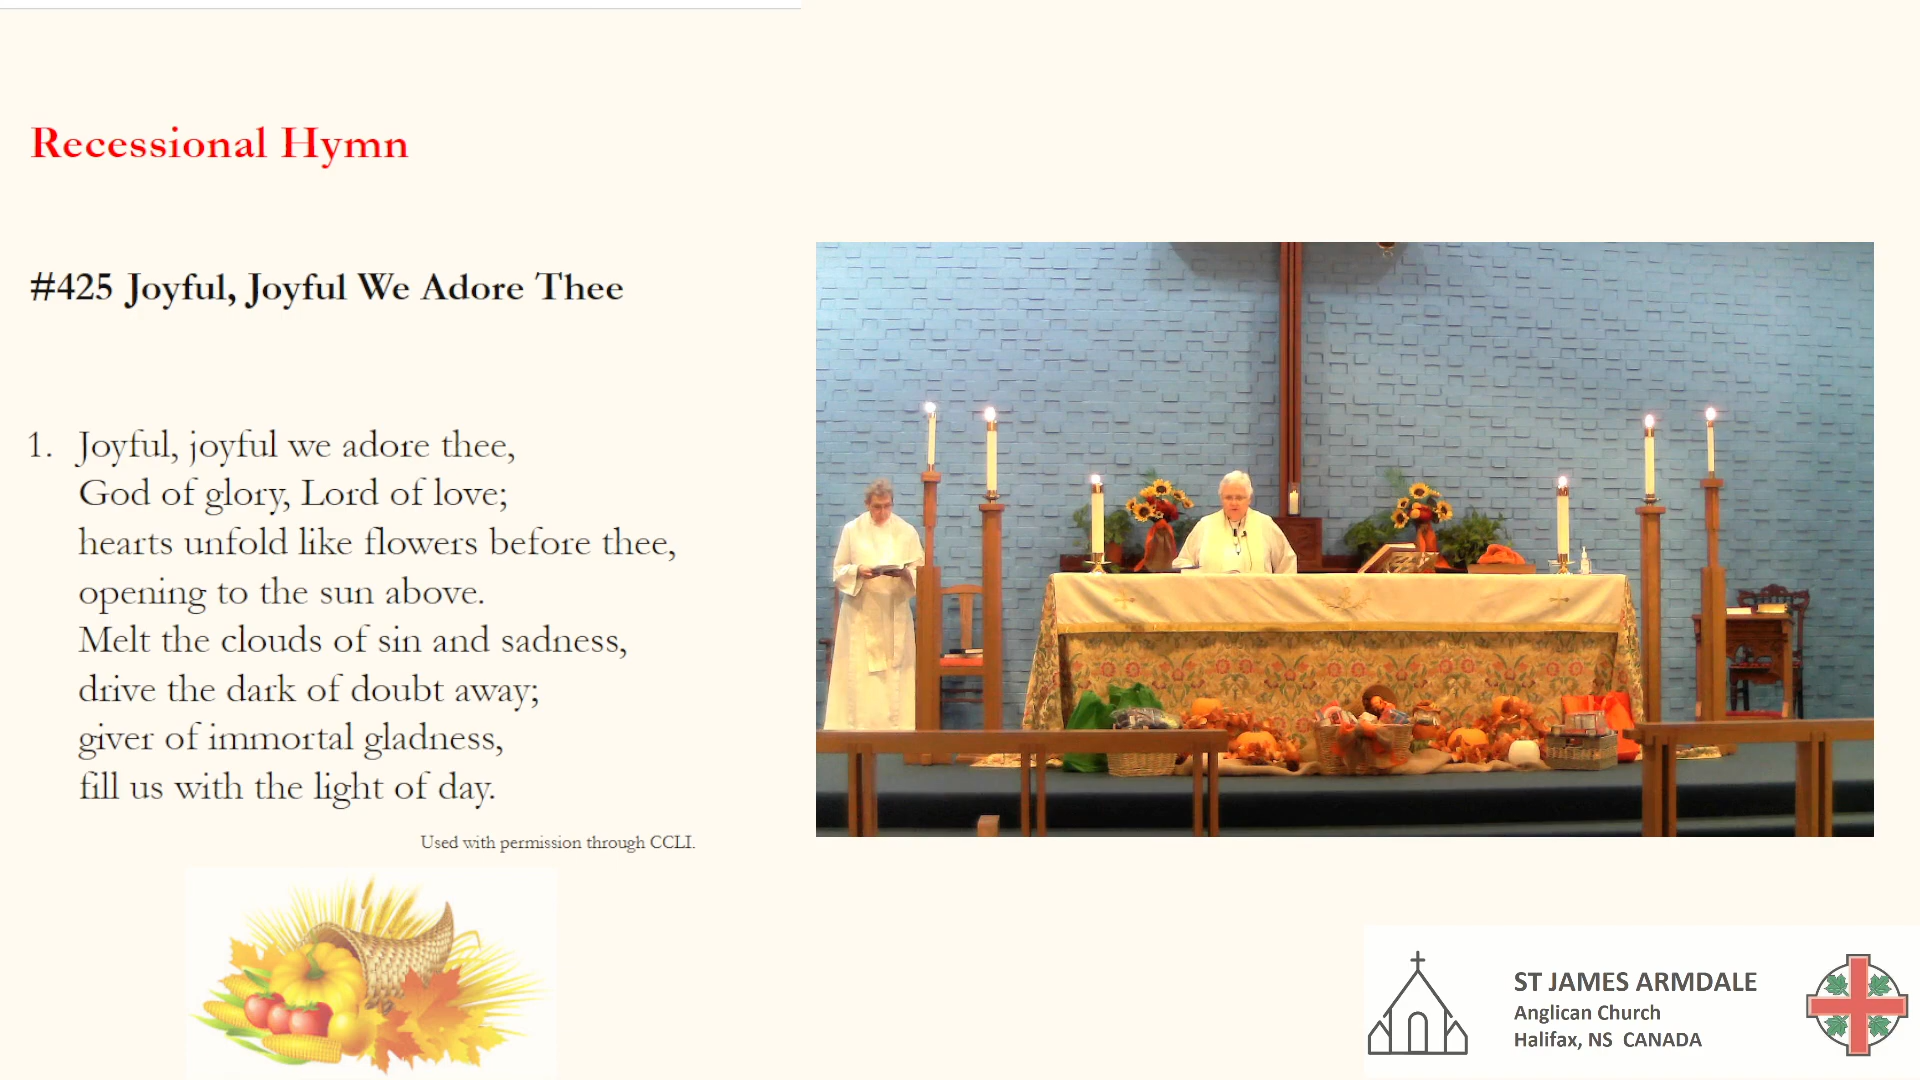 Recessional Hymn
#425 Joyful, Joyful We Adore Thee
1. Joyful, joyful we adore thee,
God of glory, Lord of love;
hearts unfold like flowers before thee,
opening to the sun above.
Melt the clouds of sin and sadness,
drive the dark of doubt away;
giver of immortal gladness,
fill us with the light of day.
Used with permission through CCLI.
ST JAMES ARMDALE
Anglican Church
Halifax, NS CANADA